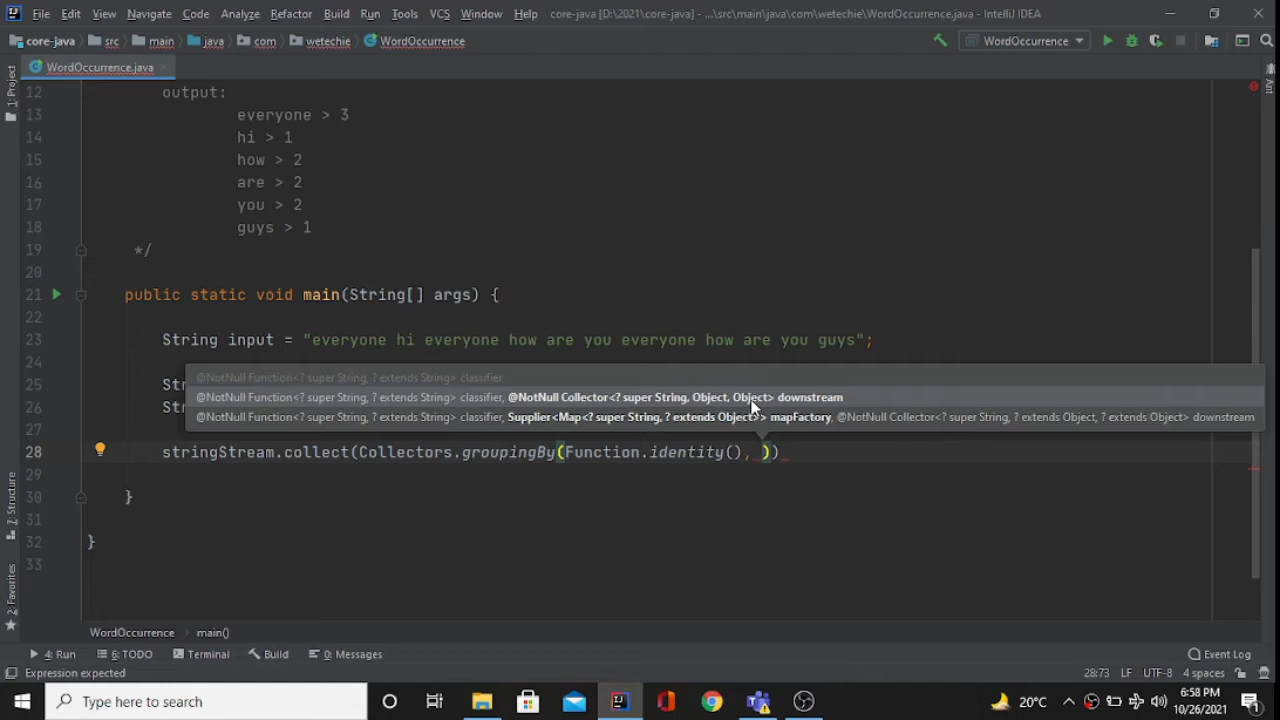 File Edit View Navigate Code Analyze Refactor Build Run Tools VCS Window Help core-java [D:\2021\core-java] - ...\src\main\java\com\wetechie\WordOccurrence.java - IntelliJ IDEA
core-java src main java com wetechie WordOccurrence WordOccurrence
WordOccurrence.java
1: Project
Ant
12 output:
13 everyone > 3
14 hi > 1
15 how > 2
16 are > 2
17 you > 2
18 guys > 1
19 */
20
21 public static void main(String[] args) {
22
23 String input = "everyone hi everyone how are you everyone how are you guys";
24
@NotNull Function<? super String, ? extends String> classifier
25 Str
@NotNull Function<? super String, ? extends String> classifier, @NotNull Collector<? super String, Object, Object> downstream
26 Str
@NotNull Function<? super String, ? extends String> classifier, Supplier<Map<? super String, ? extends Object>> mapFactory, @NotNull Collector<? super String, ? extends Object, ? extends Object> downstream
27
28 stringStream.collect(Collectors.groupingBy(Function.identity(), ))
29
30 }
31
32 }
33
7: Structure
2: Favorites
WordOccurrence main()
4: Run 6: TODO Terminal Build 0: Messages Event Log
Expression expected 28:73 LF UTF-8 4 spaces
Type here to search 20°C 6:58 PM
10/26/2021 1